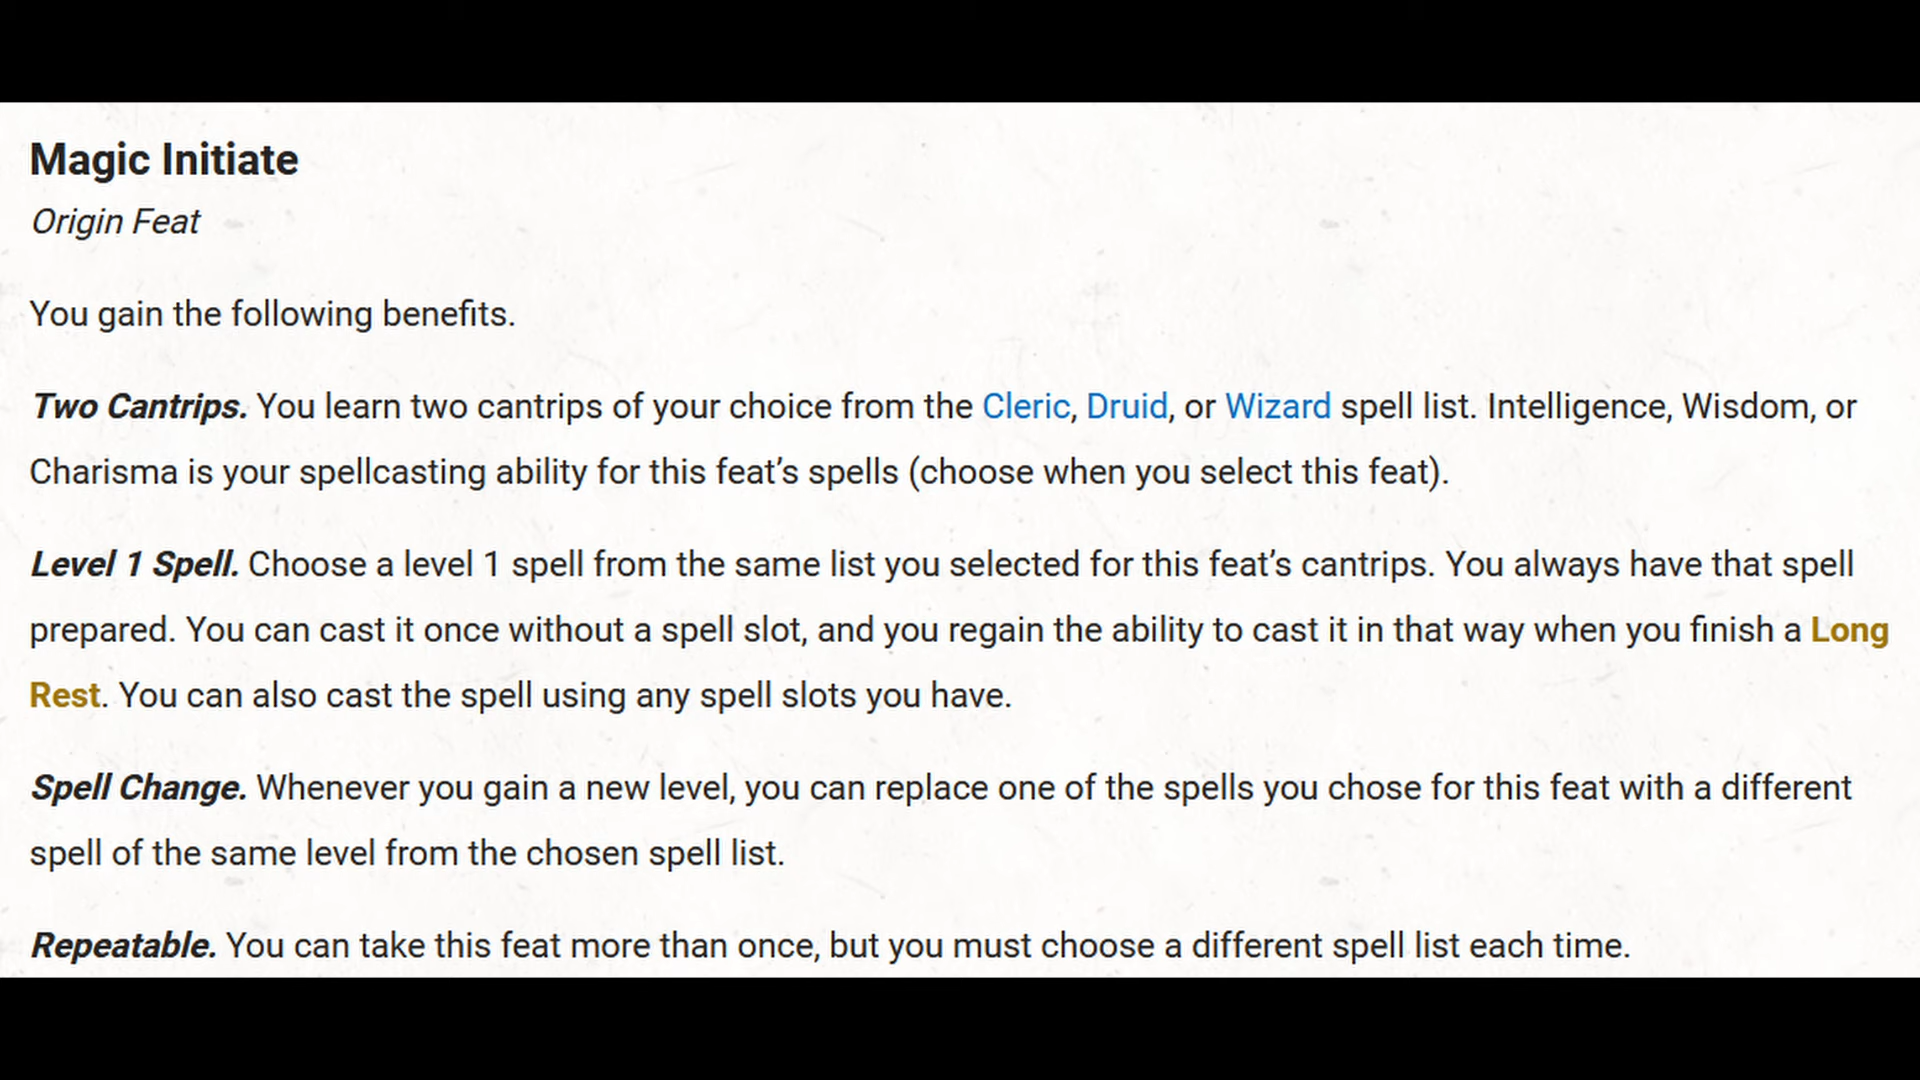 Magic Initiate
Origin Feat
You gain the following benefits.
Two Cantrips. You learn two cantrips of your choice from the Cleric, Druid, or Wizard spell list. Intelligence, Wisdom, or
Charisma is your spellcasting ability for this feat’s spells (choose when you select this feat).
Level 1 Spell. Choose a level 1 spell from the same list you selected for this feat’s cantrips. You always have that spell
prepared. You can cast it once without a spell slot, and you regain the ability to cast it in that way when you finish a Long
Rest. You can also cast the spell using any spell slots you have.
Spell Change. Whenever you gain a new level, you can replace one of the spells you chose for this feat with a different
spell of the same level from the chosen spell list.
Repeatable. You can take this feat more than once, but you must choose a different spell list each time.